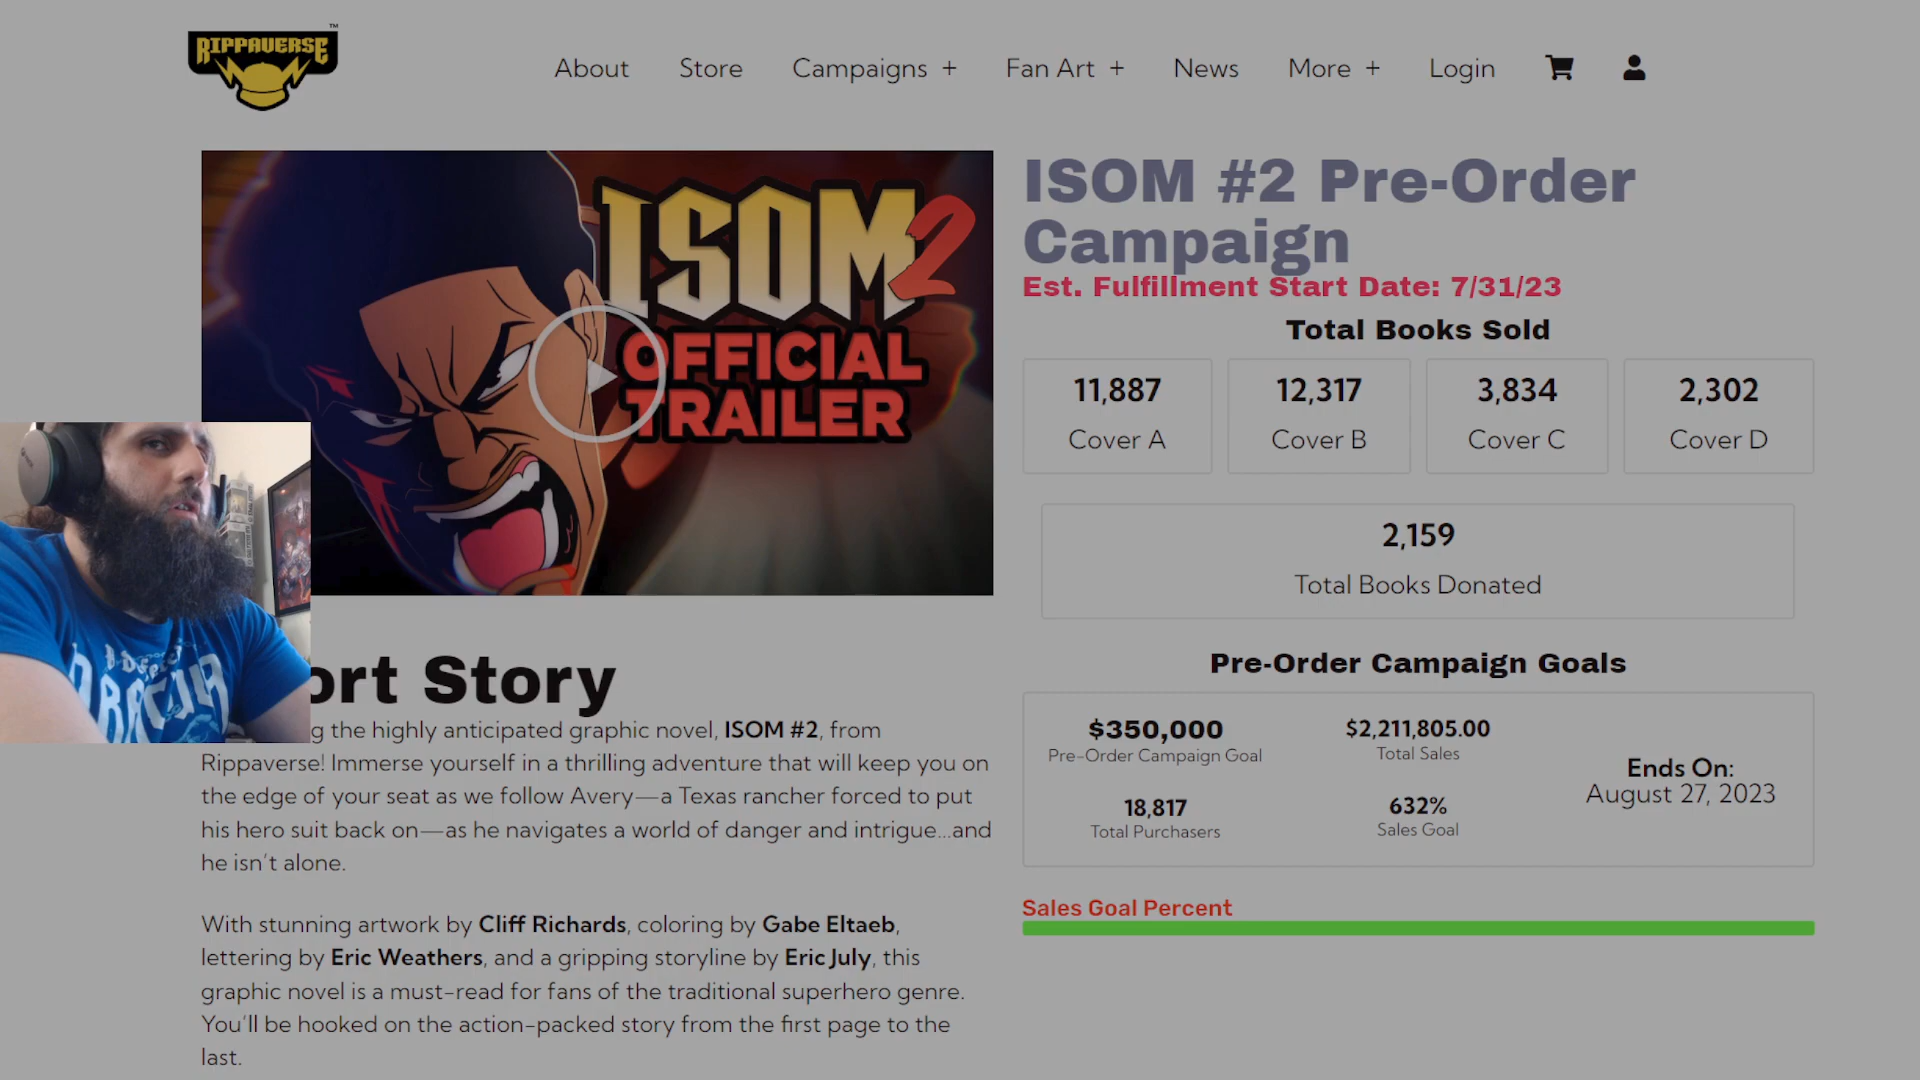 RIPPAVERSE
TM
About
Store
Campaigns +
Fan Art +
News
More +
Login
ISOM 2
OFFICIAL
TRAILER
ISOM #2 Pre-Order
Campaign
Est. Fulfillment Start Date: 7/31/23
Total Books Sold
11,887
Cover A
12,317
Cover B
3,834
Cover C
2,302
Cover D
2,159
Total Books Donated
Pre-Order Campaign Goals
$350,000
Pre-Order Campaign Goal
$2,211,805.00
Total Sales
18,817
Total Purchasers
632%
Sales Goal
Ends On:
August 27, 2023
Sales Goal Percent
ort Story
g the highly anticipated graphic novel, ISOM #2, from
Rippaverse! Immerse yourself in a thrilling adventure that will keep you on
the edge of your seat as we follow Avery—a Texas rancher forced to put
his hero suit back on—as he navigates a world of danger and intrigue...and
he isn't alone.
With stunning artwork by Cliff Richards, coloring by Gabe Eltaeb,
lettering by Eric Weathers, and a gripping storyline by Eric July, this
graphic novel is a must-read for fans of the traditional superhero genre.
You'll be hooked on the action-packed story from the first page to the
last.